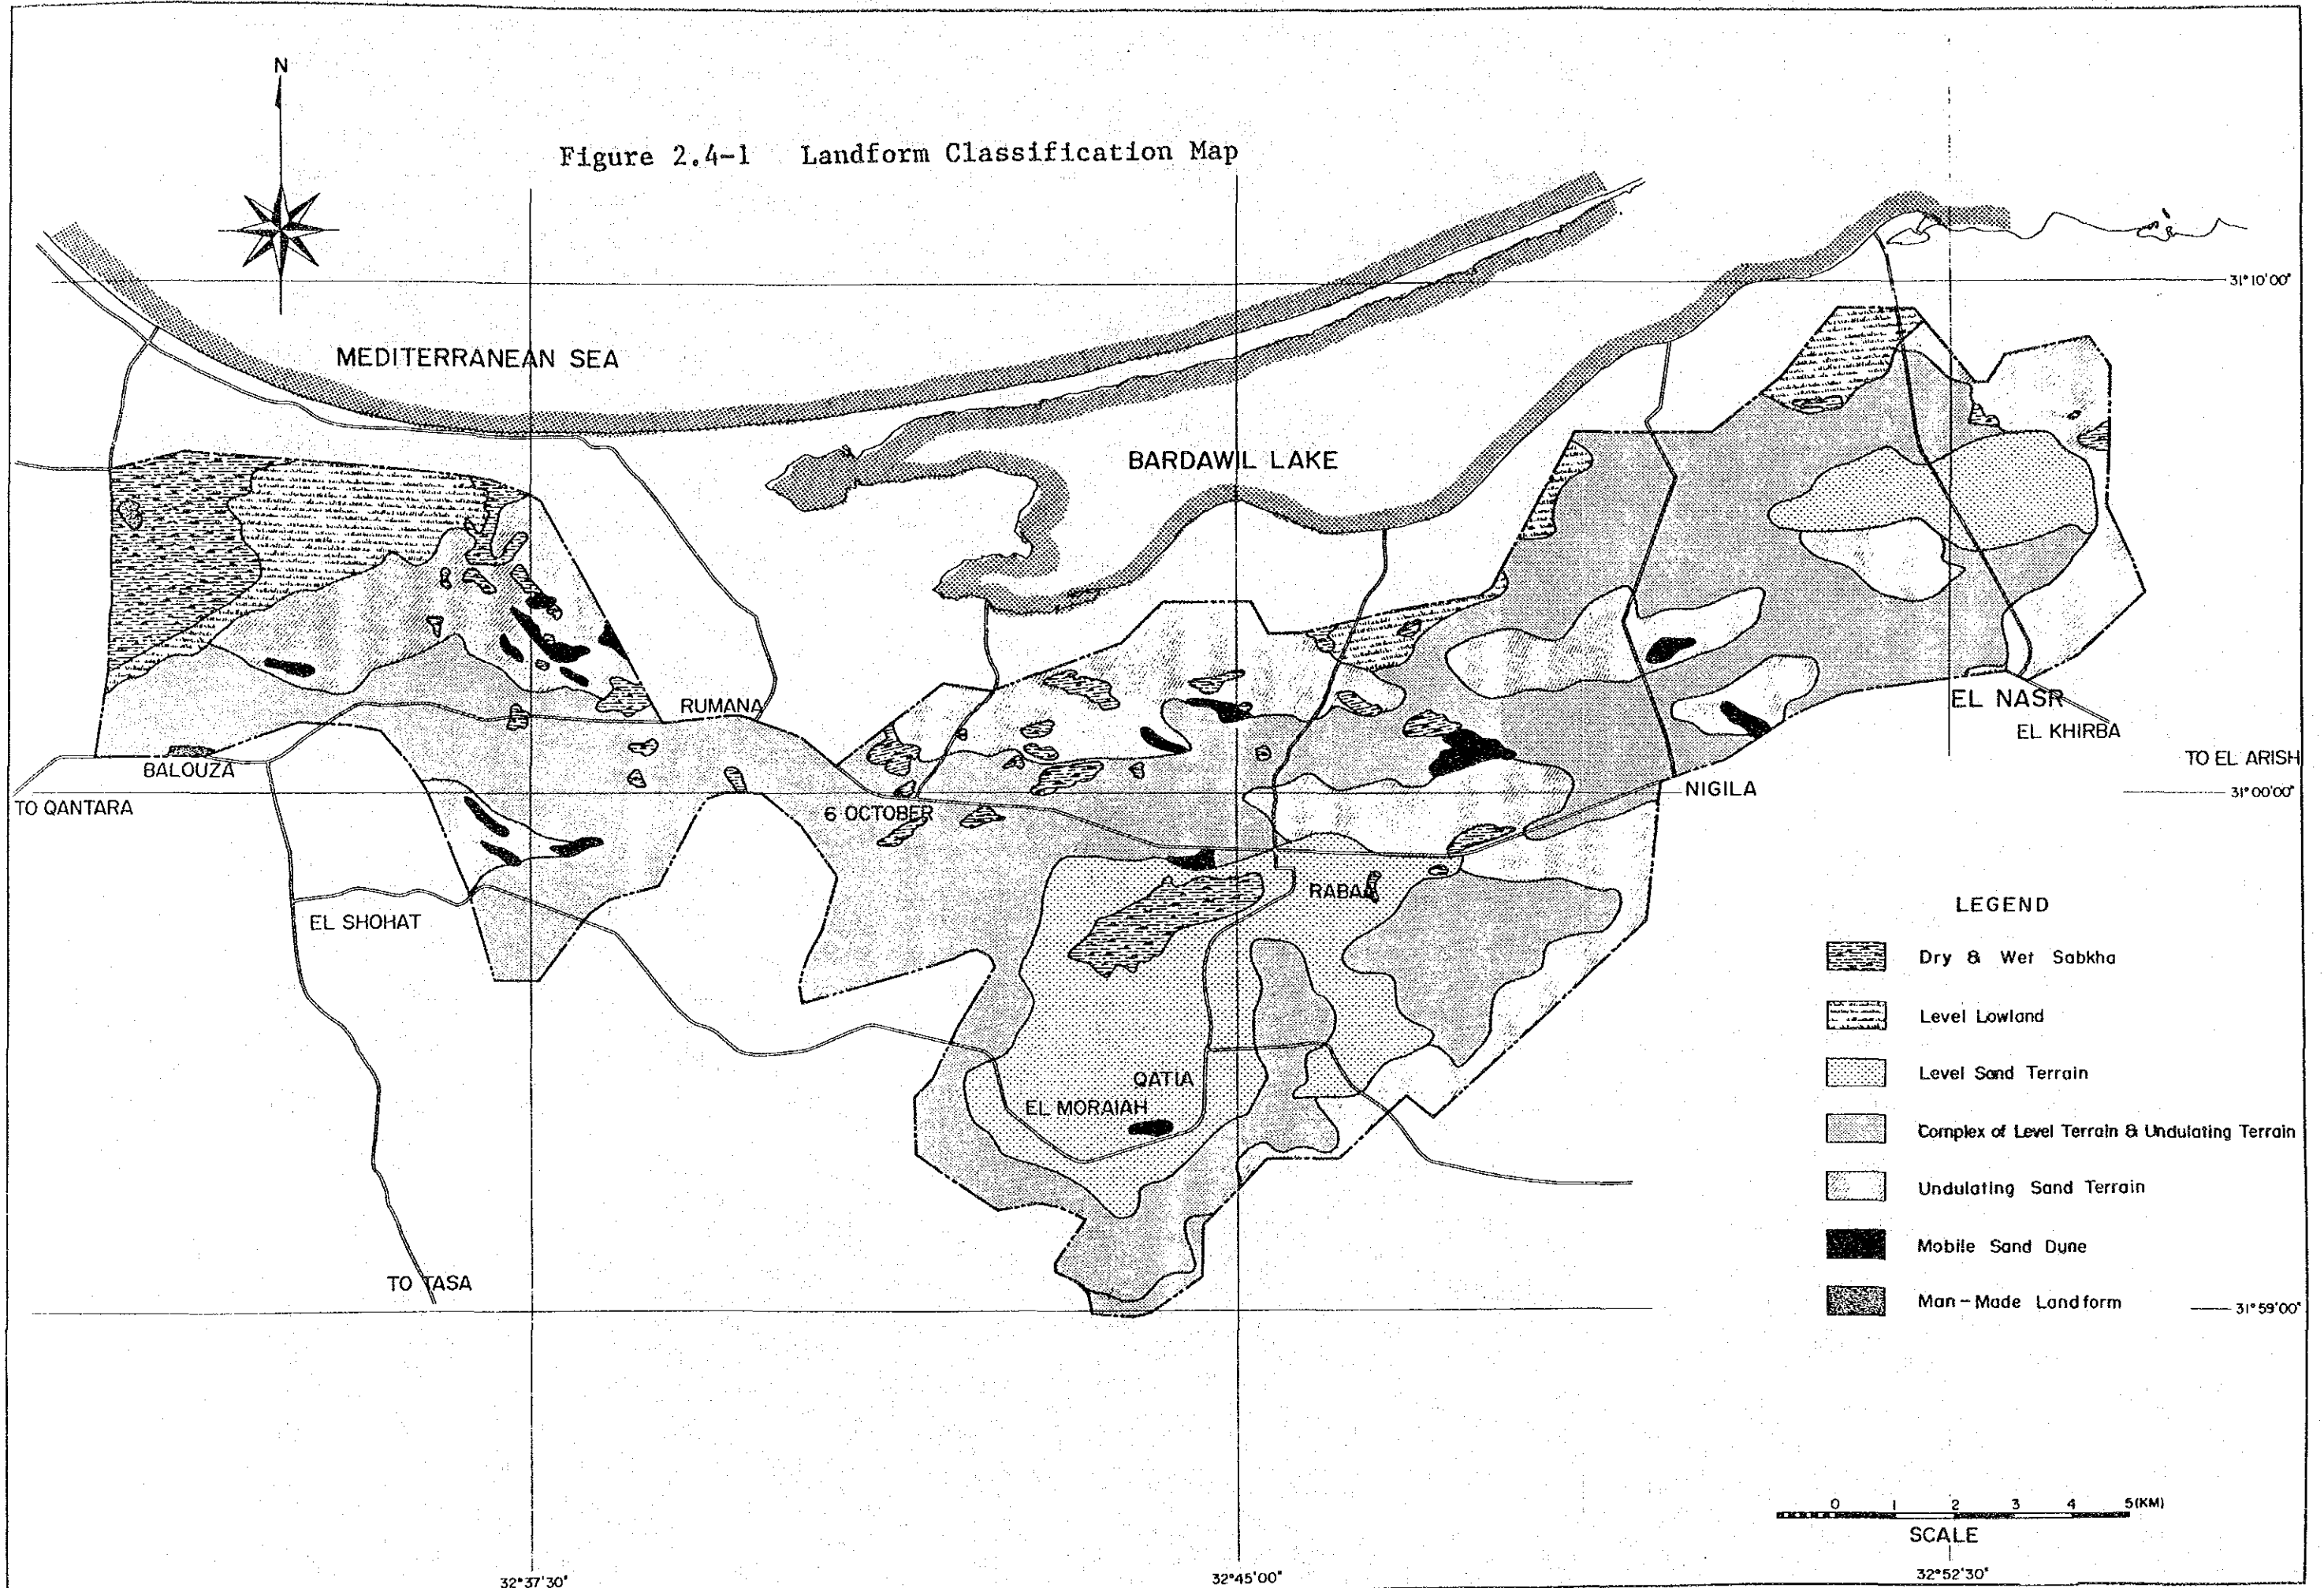 N
Figure 2.4-1 Landform Classification Map
31°10'00"
MEDITERRANEAN SEA
BARDAWIL LAKE
RUMANA
EL NASR
EL KHIRBA
BALOUZA
TO EL ARISH
TO QANTARA
6 OCTOBER
NIGILA
31°00'00"
RABAA
EL SHOHAT
LEGEND
Dry & Wet Sabkha
Level Lowland
Level Sand Terrain
QATIA
EL MORAIAH
Complex of Level Terrain & Undulating Terrain
Undulating Sand Terrain
Mobile Sand Dune
TO TASA
Man-Made Landform
31°59'00"
0 1 2 3 4 5(KM)
SCALE
32°37'30"
32°45'00"
32°52'30"